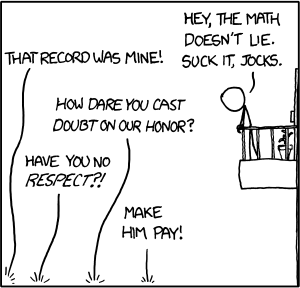 HEY, THE MATH
DOESN'T LIE.
SUCK IT, JOCKS.
THAT RECORD WAS MINE!
HOW DARE YOU CAST
DOUBT ON OUR HONOR?
HAVE YOU NO
RESPECT?!
MAKE
HIM PAY!